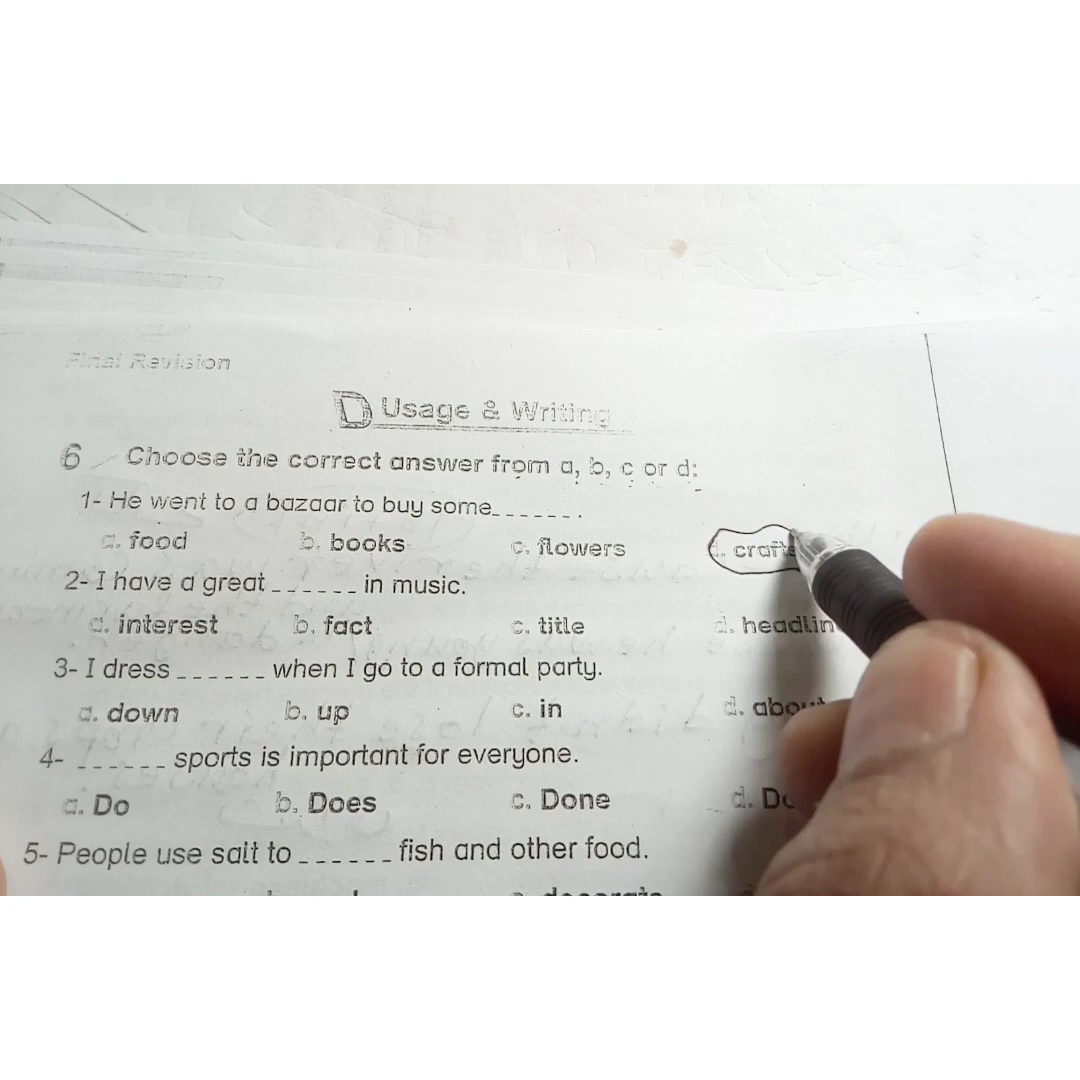 Final Revision
D Usage & Writing
6 Choose the correct answer from a, b, c or d:
1- He went to a bazaar to buy some______.
a. food b. books c. flowers d. crafts
2- I have a great ______ in music.
a. interest b. fact c. title d.
3- I dress ______ when I go to a formal party.
a. down b. up c. in d. about
4- ______ sports is important for everyone.
a. Do b. Does c. Done d.
5- People use salt to ______ fish and other food.
c. decorate